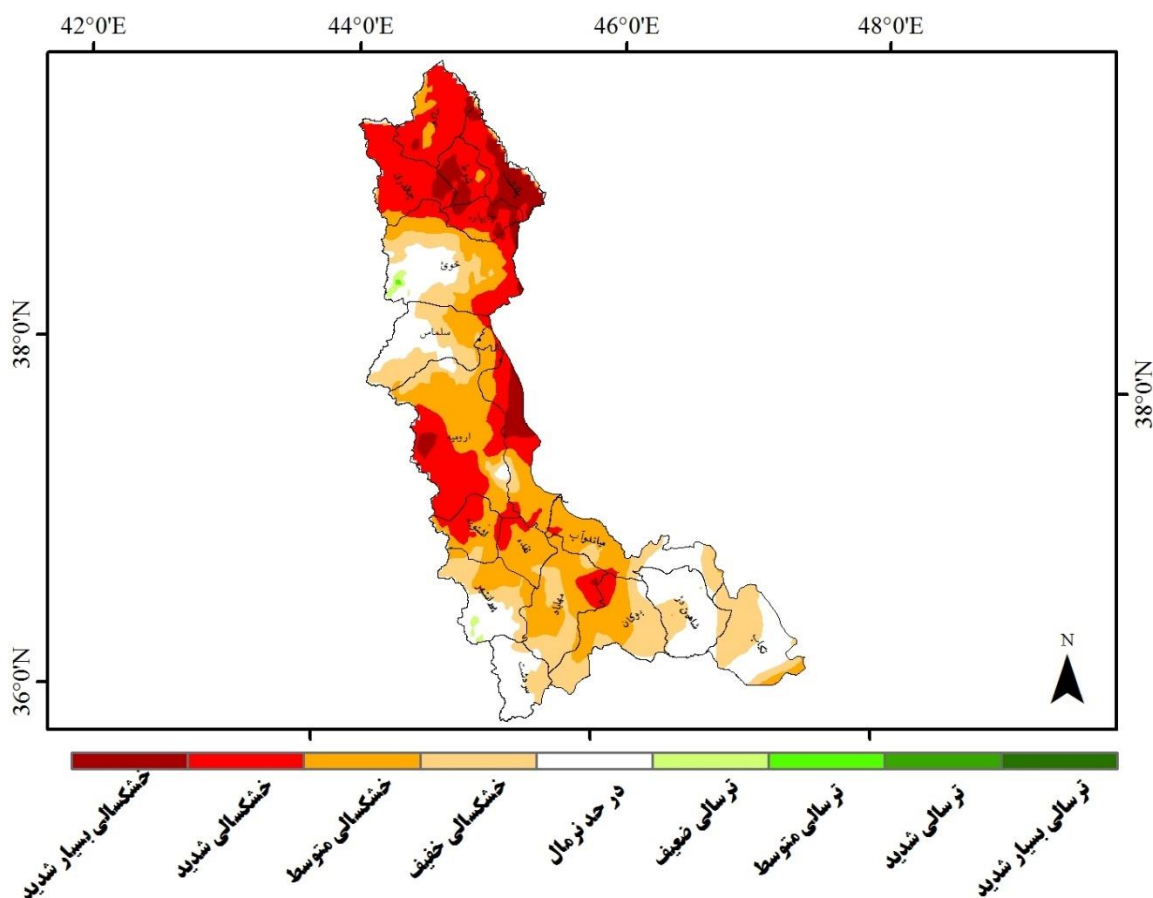 42°0'E 44°0'E 46°0'E 48°0'E
38°0'N
38°0'N
36°0'N
خوی
سلماس
ارومیه
میاندوآب
نقده
مهاباد
بوکان
شاهین دژ
N
خشکسالی بسیار شدید
خشکسالی شدید
خشکسالی متوسط
خشکسالی خفیف
در حد نرمال
ترسالی ضعیف
ترسالی متوسط
ترسالی شدید
ترسالی بسیار شدید